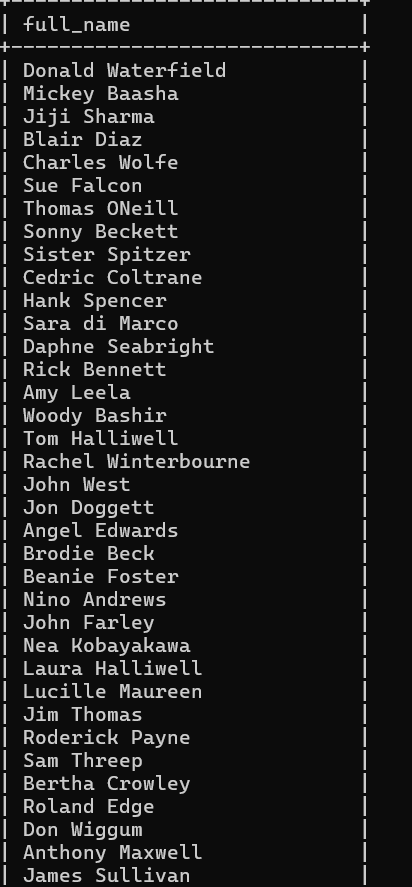 full_name
Donald Waterfield
Mickey Baasha
Jiji Sharma
Blair Diaz
Charles Wolfe
Sue Falcon
Thomas ONeill
Sonny Beckett
Sister Spitzer
Cedric Coltrane
Hank Spencer
Sara di Marco
Daphne Seabright
Rick Bennett
Amy Leela
Woody Bashir
Tom Halliwell
Rachel Winterbourne
John West
Jon Doggett
Angel Edwards
Brodie Beck
Beanie Foster
Nino Andrews
John Farley
Nea Kobayakawa
Laura Halliwell
Lucille Maureen
Jim Thomas
Roderick Payne
Sam Threep
Bertha Crowley
Roland Edge
Don Wiggum
Anthony Maxwell
James Sullivan